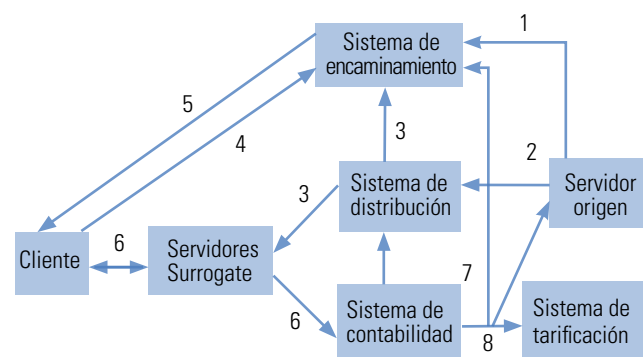 1
Sistema de
encaminamiento
5
4
3
2
3
Sistema de
distribución
Servidor
origen
Cliente
6
Servidores
Surrogate
6
7
Sistema de
contabilidad
8
Sistema de
tarificación